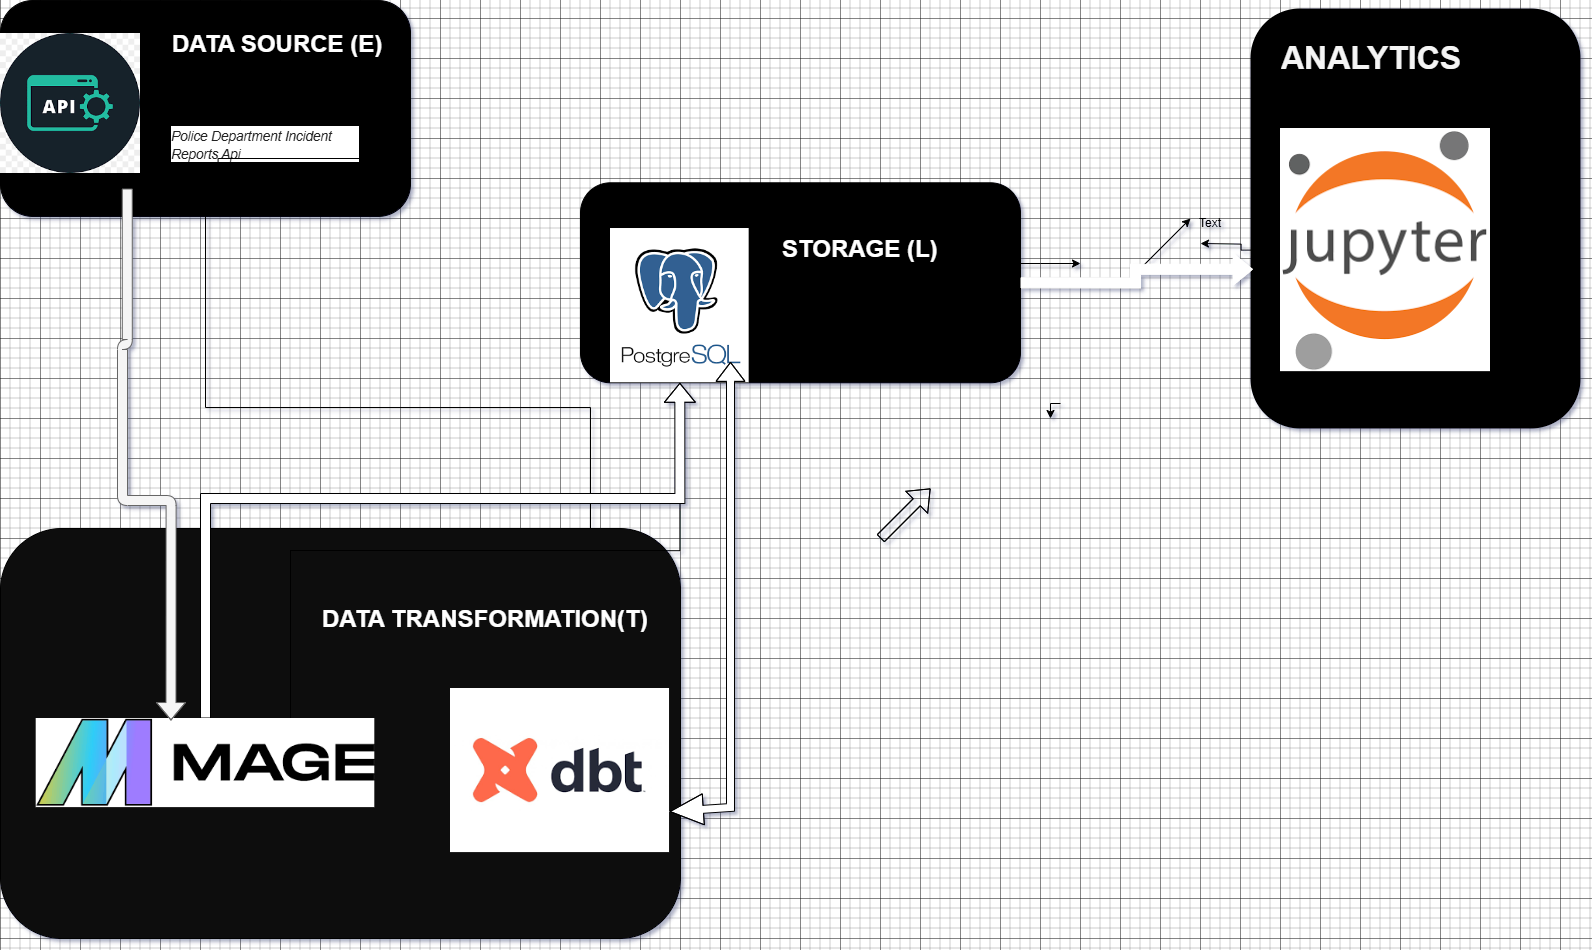 DATA SOURCE (E)
API
Police Department Incident
Reports Api
ANALYTICS
jupyter
Text
STORAGE (L)
PostgreSQL
DATA TRANSFORMATION(T)
MAGE
dbt